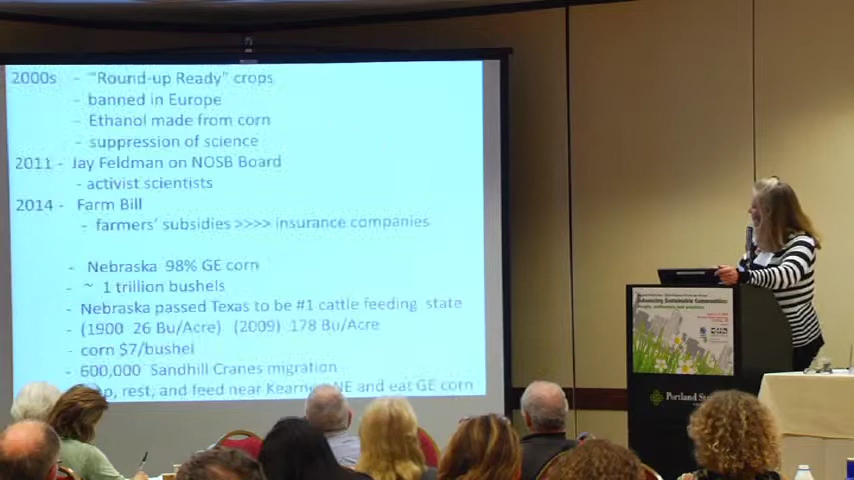 2000s - "Round-up Ready" crops
- banned in Europe
- Ethanol made from corn
- suppression of science
2011 - Jay Feldman on NOSB Board
- activist scientists
2014 - Farm Bill
- farmers' subsidies >>>> insurance companies
- Nebraska 98% GE corn
- ~ 1 trillion bushels
- Nebraska passed Texas to be #1 cattle feeding state
- (1900 26 Bu/Acre) (2009) 178 Bu/Acre
- corn $7/bushel
- 600,000 Sandhill Cranes migration
rest, and feed near Kearney NE and eat GE corn
Advancing Sustainable Communities:
Portland